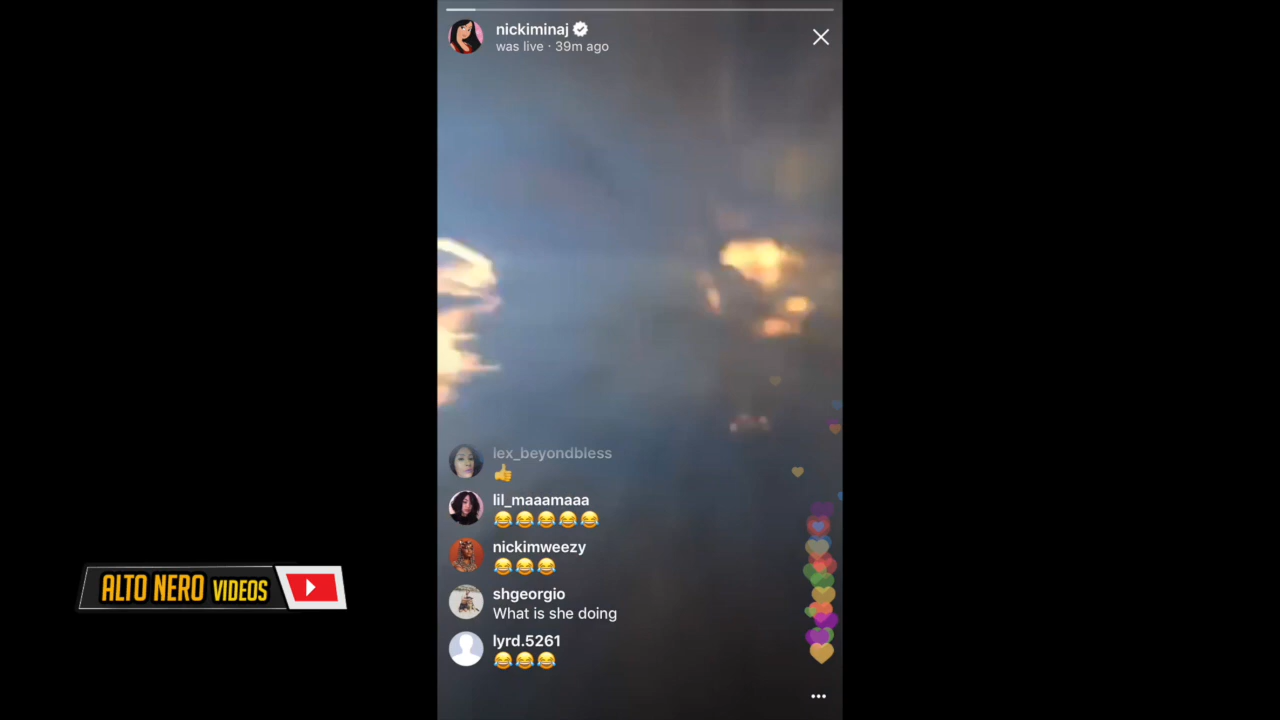 nickiminaj
was live · 39m ago
lex_beyondbless
👍
lil_maaamaaa
😂😂😂😂😂
nickimweezy
😂😂😂
shgeorgio
What is she doing
lyrd.5261
😂😂😂
ALTO NERO VIDEOS